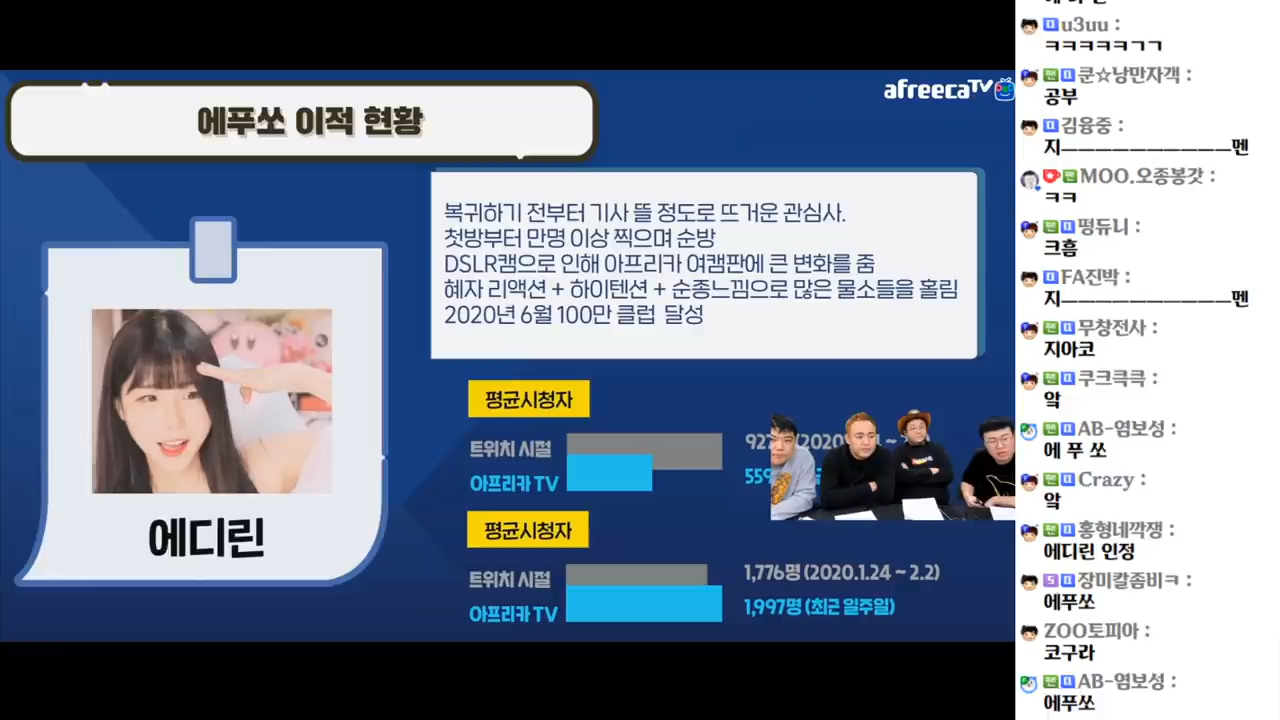 afreecaTV
에푸쏘 이적 현황
복귀하기 전부터 기사 뜰 정도로 뜨거운 관심사.
첫방부터 만명 이상 찍으며 순방
DSLR캠으로 인해 아프리카 여캠판에 큰 변화를 줌
혜자 리액션 + 하이텐션 + 순종느낌으로 많은 물소들을 홀림
2020년 6월 100만 클럽 달성
에디린
평균시청자
트위치 시절
아프리카 TV
평균시청자
트위치 시절
1,776명 (2020.1.24 ~ 2.2)
아프리카 TV
1,997명 (최근 일주일)
u3uu :
ㅋㅋㅋㅋㅋㄱㄱ
쿤☆낭만자객 :
공부
김융중 :
지ㅡㅡㅡㅡㅡㅡㅡㅡㅡㅡ멘
MOO.오종봉갓 :
ㅋㅋ
떵듀니 :
크흠
FA진박 :
지ㅡㅡㅡㅡㅡㅡㅡㅡㅡㅡ멘
무창전사 :
지아코
쿠크극극 :
앜
AB-염보성 :
에 푸 쏘
Crazy :
앜
홍형네깍쟁 :
에디린 인정
장미칼좀비ㅋ :
에푸쏘
ZOO토피아 :
코구라
AB-염보성 :
에푸쏘